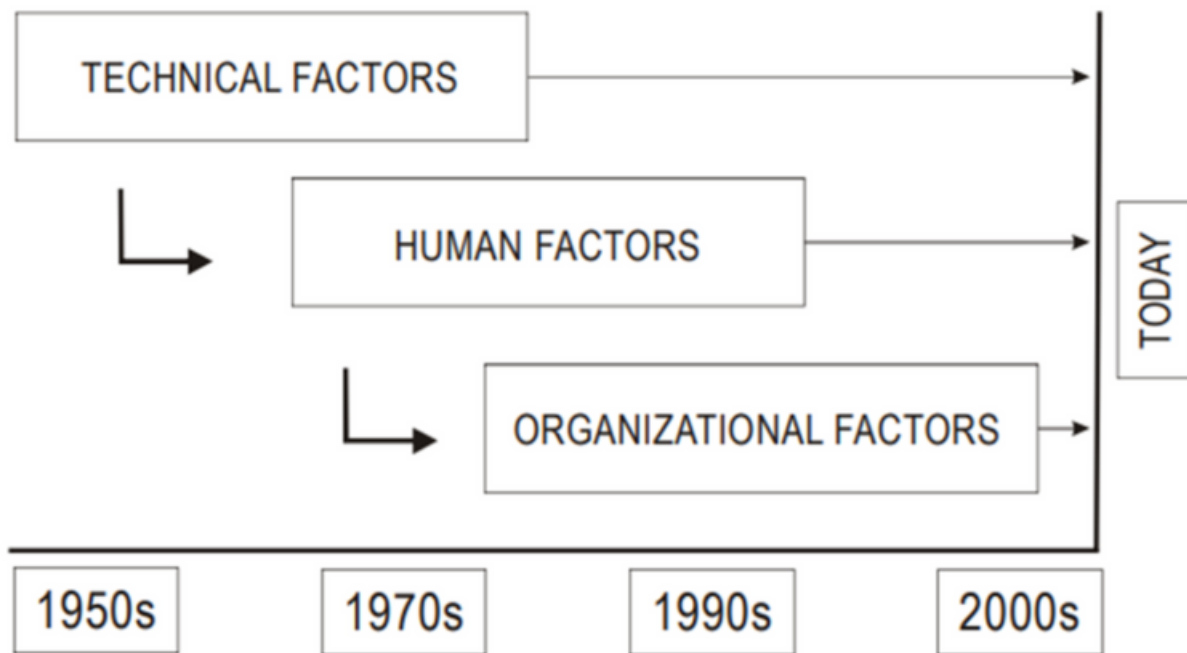 TECHNICAL FACTORS
HUMAN FACTORS
TODAY
ORGANIZATIONAL FACTORS
1950s
1970s
1990s
2000s